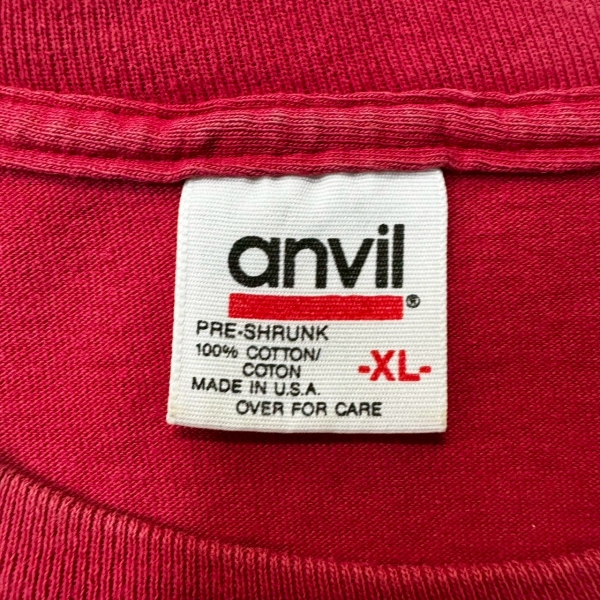 anvil®
PRE-SHRUNK
100% COTTON/
COTON
-XL-
MADE IN U.S.A.
OVER FOR CARE